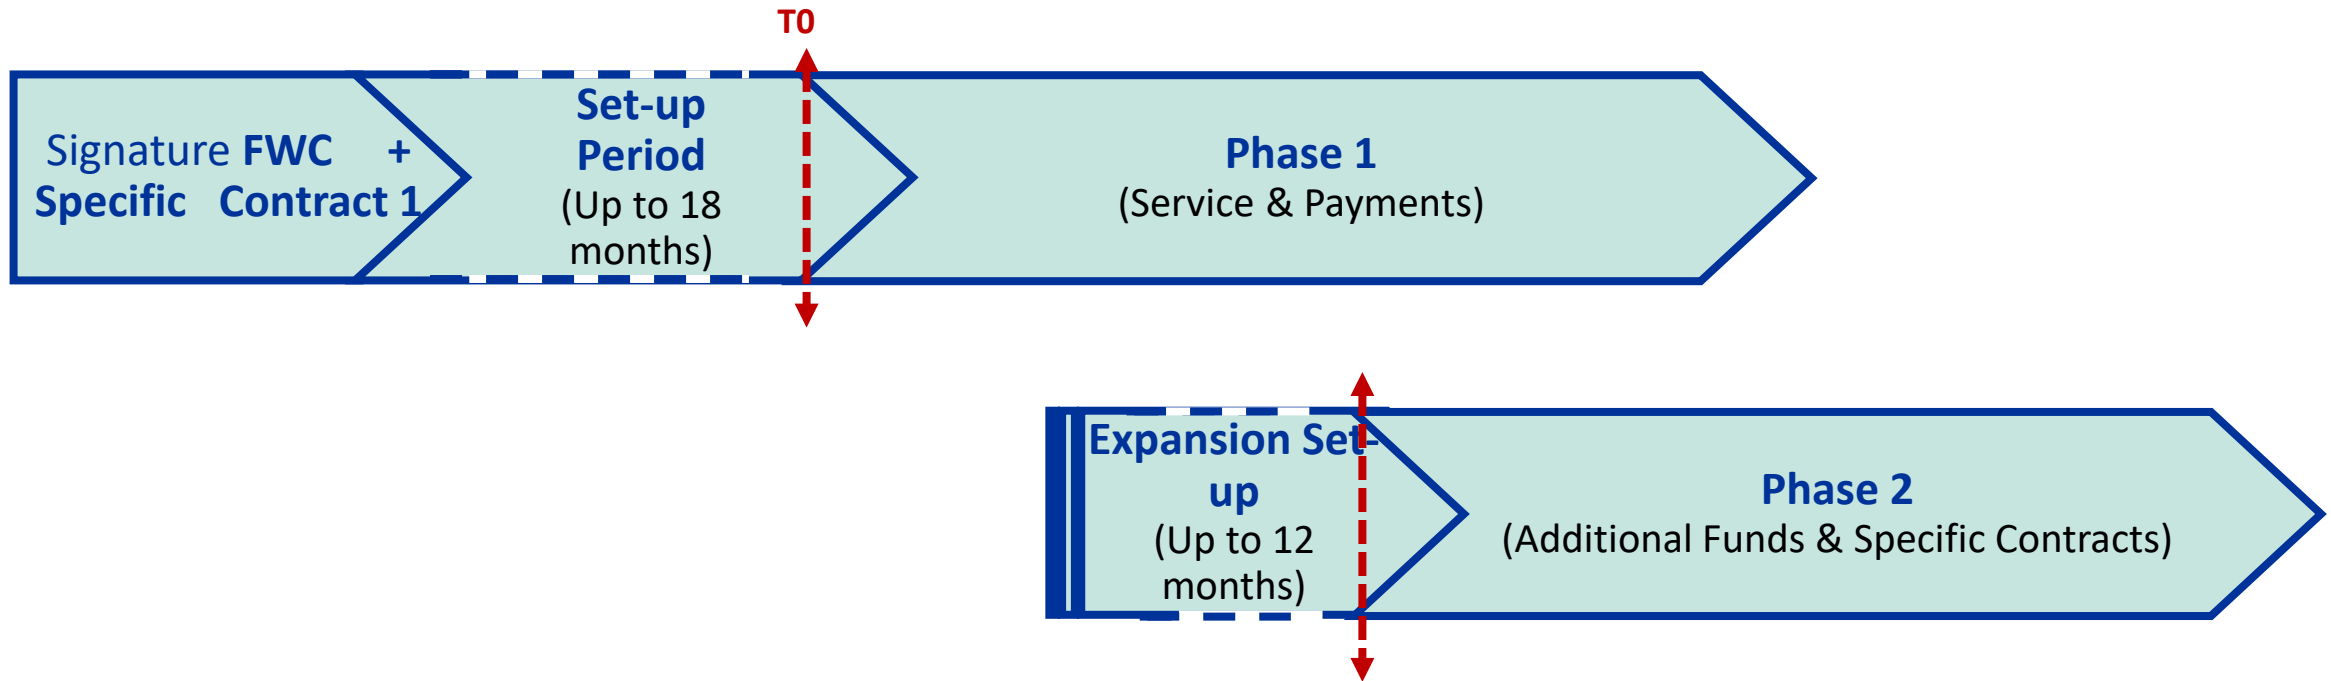 T0
Signature FWC +
Specific Contract 1
Set-up
Period
(Up to 18
months)
Phase 1
(Service & Payments)
Expansion Set-
up
(Up to 12
months)
Phase 2
(Additional Funds & Specific Contracts)